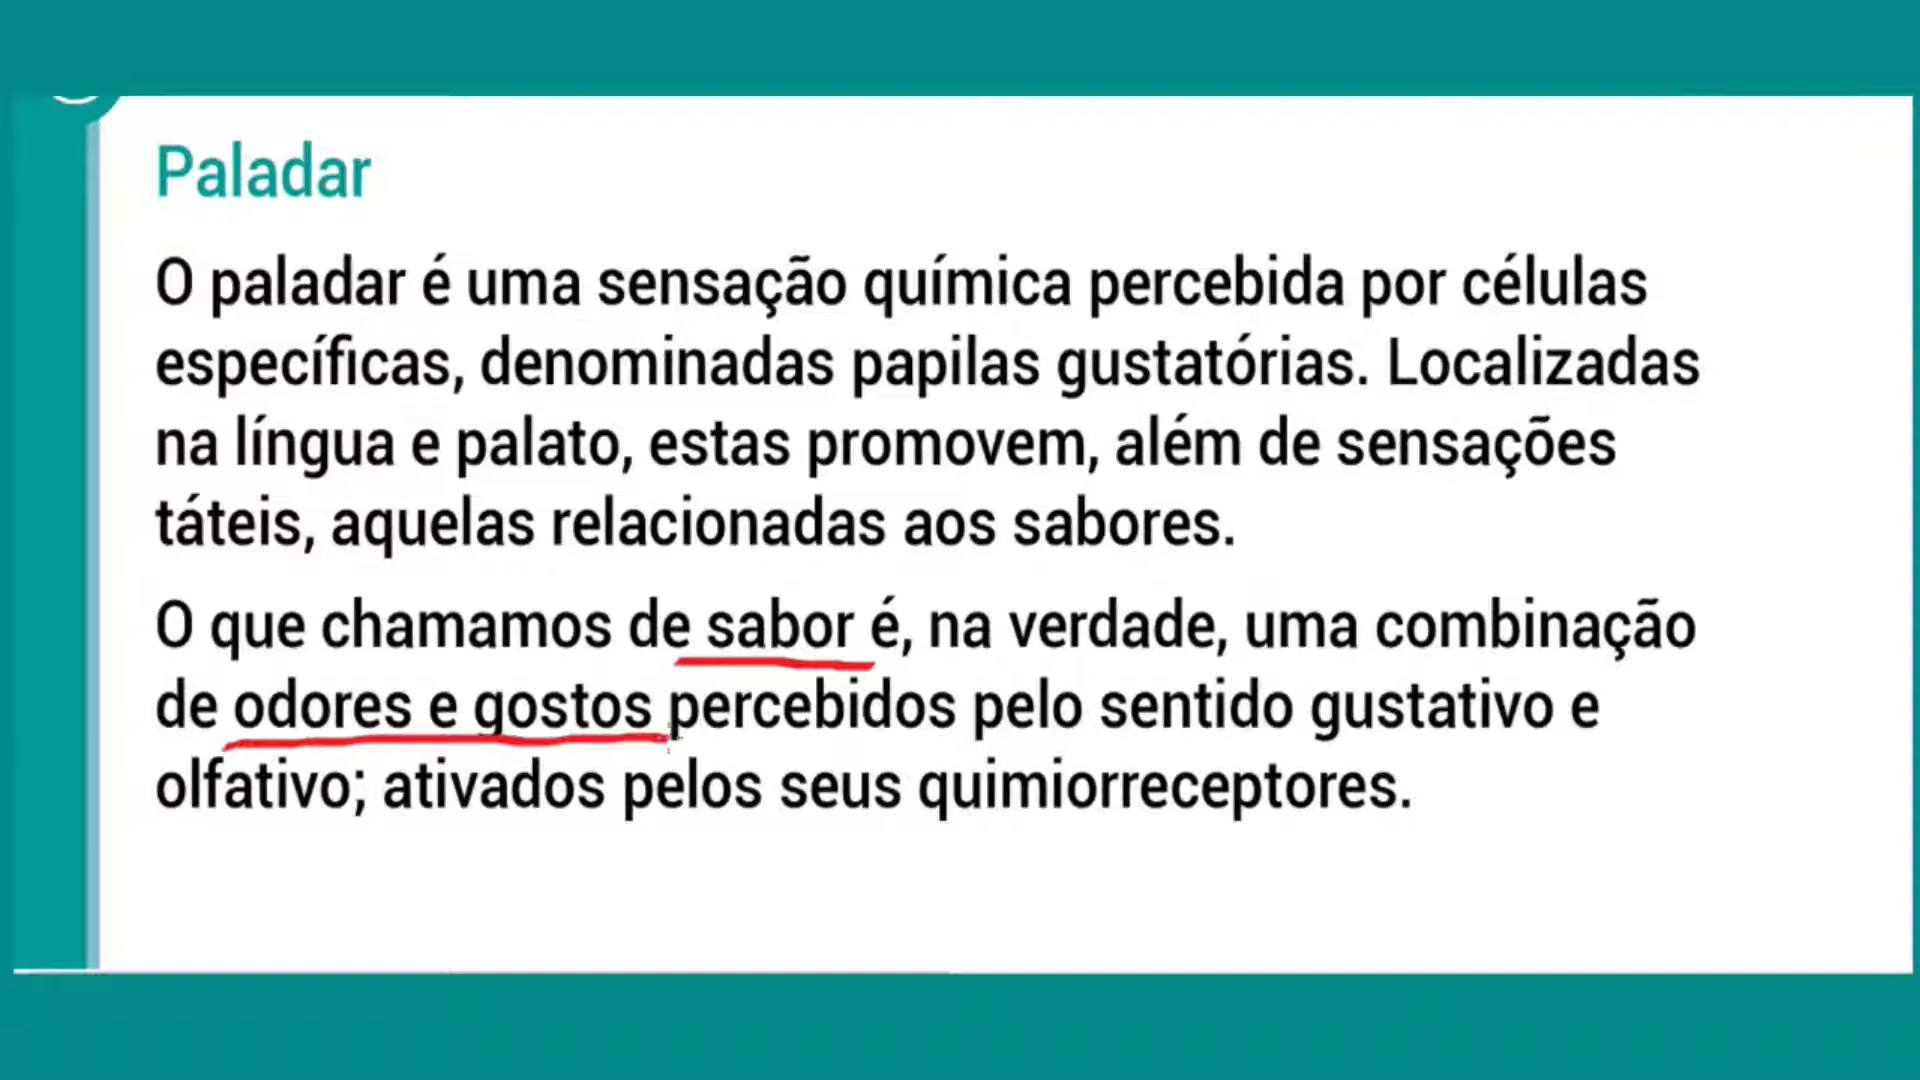 Paladar
O paladar é uma sensação química percebida por células
específicas, denominadas papilas gustatórias. Localizadas
na língua e palato, estas promovem, além de sensações
táteis, aquelas relacionadas aos sabores.
O que chamamos de sabor é, na verdade, uma combinação
de odores e gostos percebidos pelo sentido gustativo e
olfativo; ativados pelos seus quimiorreceptores.